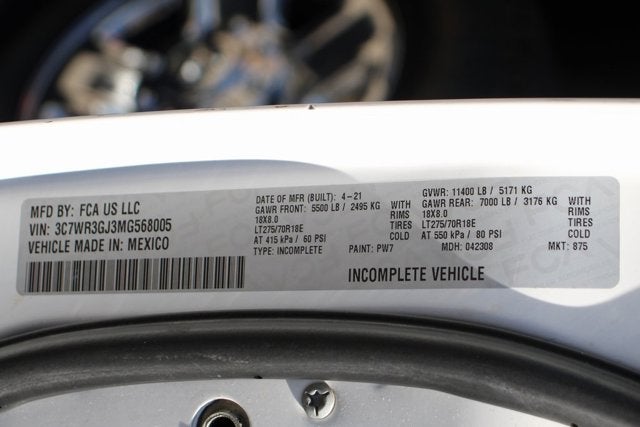 MFD BY: FCA US LLC
VIN: 3C7WR3GJ3MG568005
VEHICLE MADE IN: MEXICO
DATE OF MFR (BUILT): 4-21
GAWR FRONT: 5500 LB / 2495 KG WITH
18X8.0 RIMS
LT275/70R18E TIRES
AT 415 kPa / 60 PSI COLD
TYPE: INCOMPLETE PAINT: PW7
GVWR: 11400 LB / 5171 KG
GAWR REAR: 7000 LB / 3176 KG WITH
18X8.0 RIMS
LT275/70R18E TIRES
AT 550 kPa / 80 PSI COLD
MDH: 042308 MKT: 875
INCOMPLETE VEHICLE